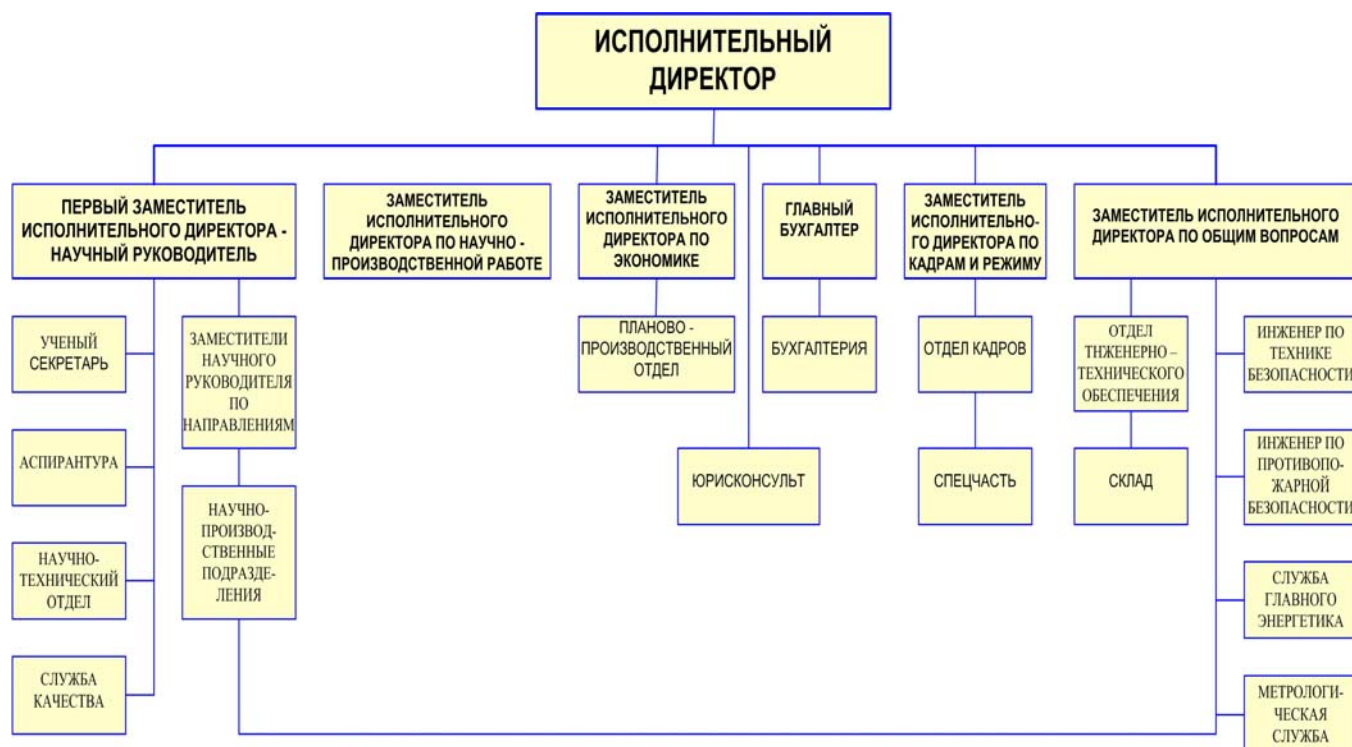 ИСПОЛНИТЕЛЬНЫЙ
ДИРЕКТОР
ПЕРВЫЙ ЗАМЕСТИТЕЛЬ
ИСПОЛНИТЕЛЬНОГО ДИРЕКТОРА -
НАУЧНЫЙ РУКОВОДИТЕЛЬ
ЗАМЕСТИТЕЛЬ
ИСПОЛНИТЕЛЬНОГО
ДИРЕКТОРА ПО НАУЧНО -
ПРОИЗВОДСТВЕННОЙ РАБОТЕ
ЗАМЕСТИТЕЛЬ
ИСПОЛНИТЕЛЬНОГО
ДИРЕКТОРА ПО
ЭКОНОМИКЕ
ГЛАВНЫЙ
БУХГАЛТЕР
ЗАМЕСТИТЕЛЬ
ИСПОЛНИТЕЛЬНО-
ГО ДИРЕКТОРА ПО
КАДРАМ И РЕЖИМУ
ЗАМЕСТИТЕЛЬ ИСПОЛНИТЕЛЬНОГО
ДИРЕКТОРА ПО ОБЩИМ ВОПРОСАМ
УЧЕНЫЙ
СЕКРЕТАРЬ
ЗАМЕСТИТЕЛИ
НАУЧНОГО
РУКОВОДИТЕЛЯ
ПО
НАПРАВЛЕНИЯМ
ПЛАНОВО -
ПРОИЗВОДСТВЕННЫЙ
ОТДЕЛ
БУХГАЛТЕРИЯ
ОТДЕЛ КАДРОВ
ОТДЕЛ
ТНЖЕНЕРНО –
ТЕХНИЧЕСКОГО
ОБЕСПЕЧЕНИЯ
ИНЖЕНЕР ПО
ТЕХНИКЕ
БЕЗОПАСНОСТИ
АСПИРАНТУРА
НАУЧНО-
ПРОИЗВОД-
СТВЕННЫЕ
ПОДРАЗДЕ-
ЛЕНИЯ
ЮРИСКОНСУЛЬТ
СПЕЦЧАСТЬ
СКЛАД
ИНЖЕНЕР ПО
ПРОТИВОПО-
ЖАРНОЙ
БЕЗОПАСНОСТИ
НАУЧНО-
ТЕХНИЧЕСКИЙ
ОТДЕЛ
СЛУЖБА
ГЛАВНОГО
ЭНЕРГЕТИКА
СЛУЖБА
КАЧЕСТВА
МЕТРОЛОГИ-
ЧЕСКАЯ
СЛУЖБА